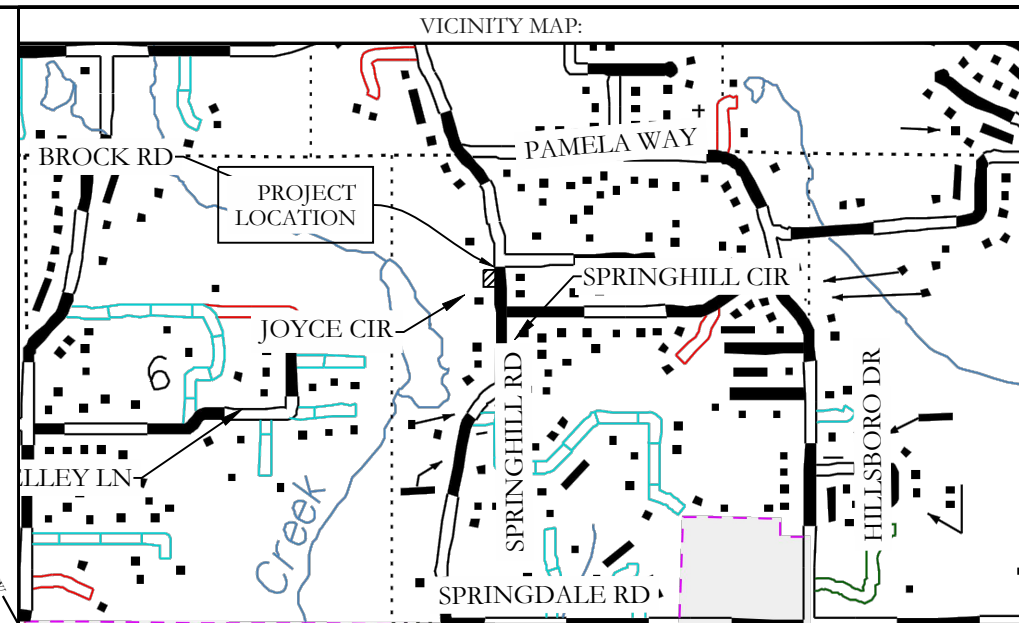 VICINITY MAP:
BROCK RD
PAMELA WAY
PROJECT
LOCATION
SPRINGHILL CIR
JOYCE CIR
6
SPRINGHILL RD
HILLSBORO DR
ELLEY LN
Creek
SPRINGDALE RD